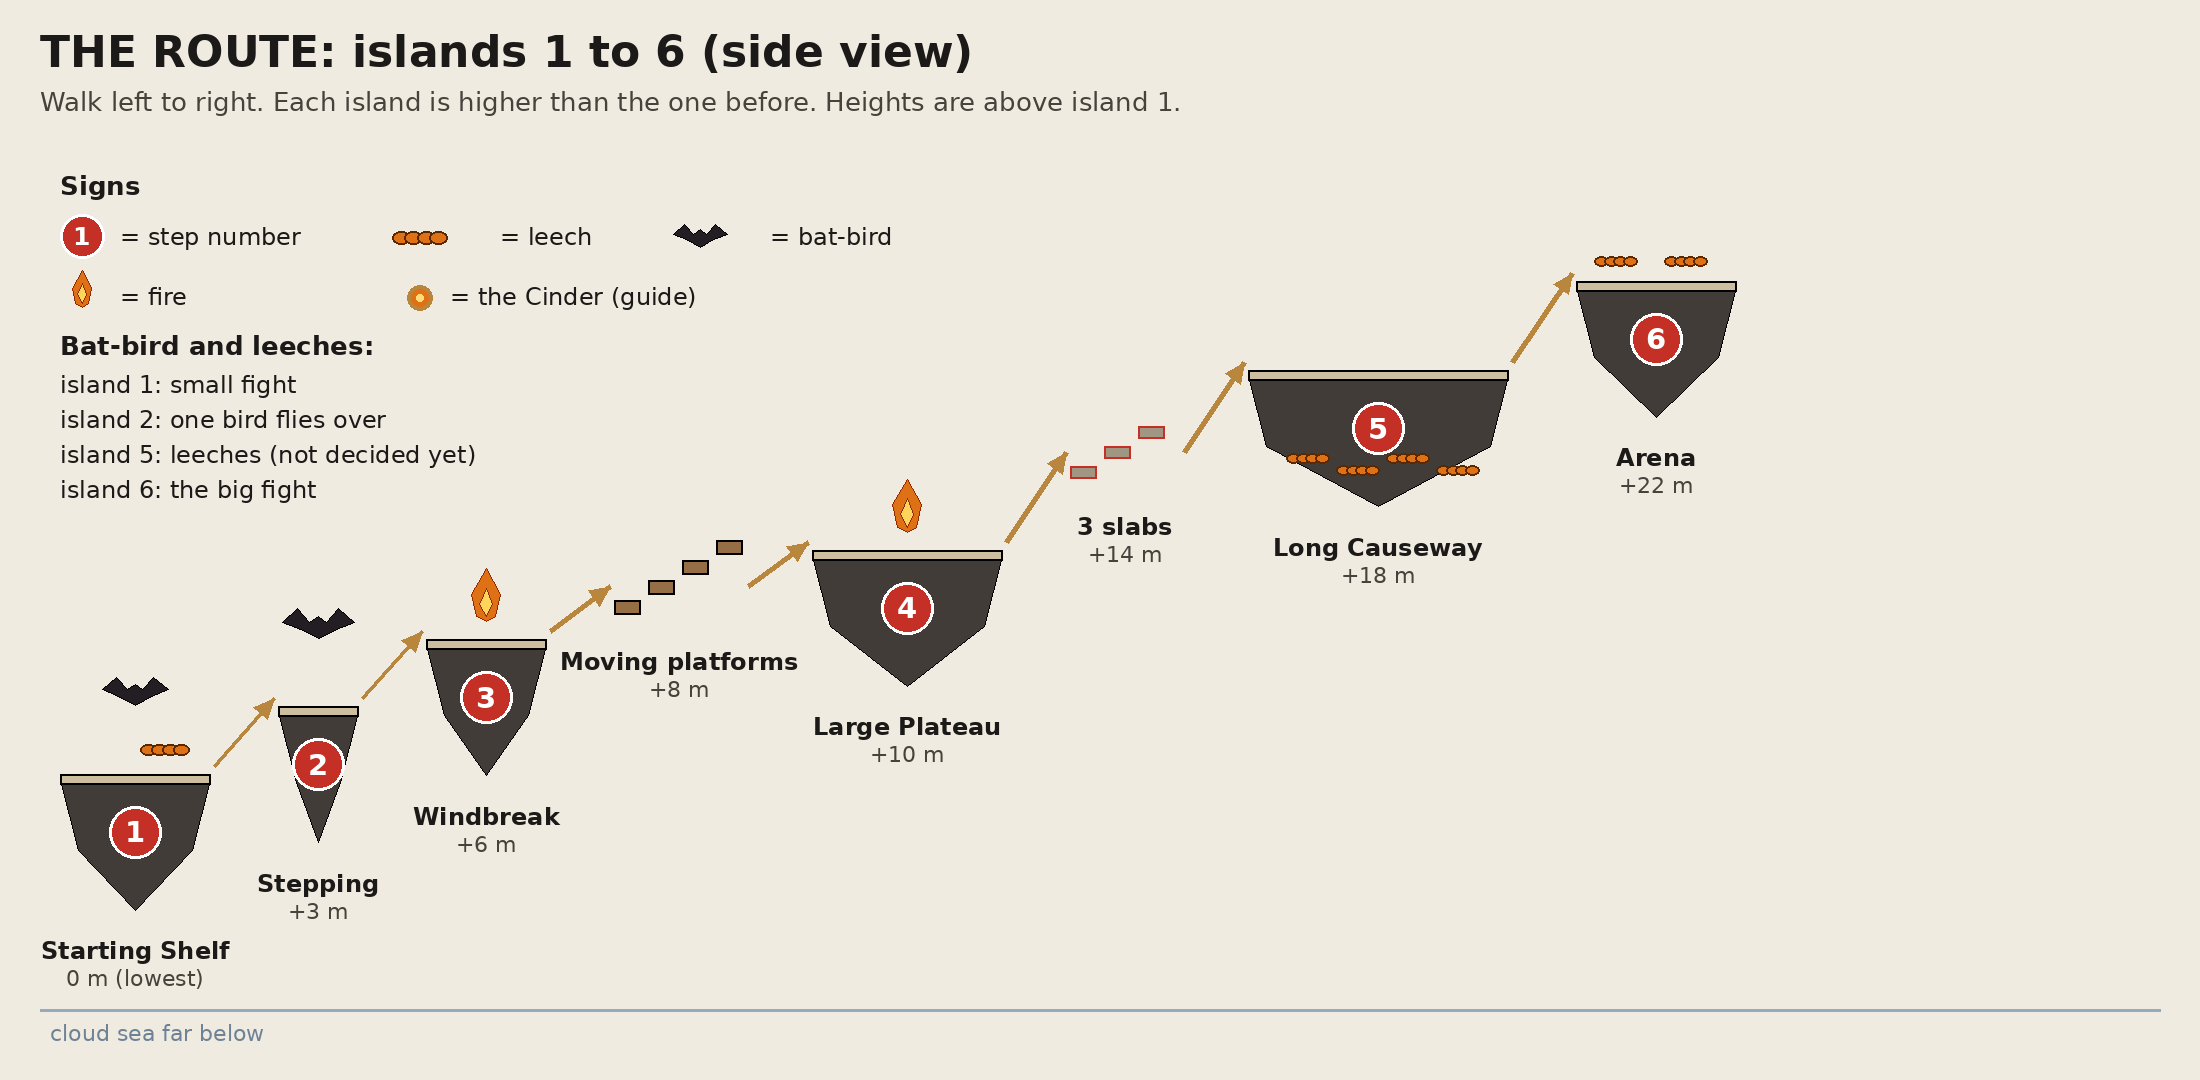 THE ROUTE: islands 1 to 6 (side view)
Walk left to right. Each island is higher than the one before. Heights are above island 1.
Signs
1 = step number = leech = bat-bird
= fire = the Cinder (guide)
Bat-bird and leeches:
island 1: small fight
island 2: one bird flies over
island 5: leeches (not decided yet)
island 6: the big fight
1
Starting Shelf
0 m (lowest)
2
Stepping
+3 m
3
Windbreak
+6 m
Moving platforms
+8 m
4
Large Plateau
+10 m
3 slabs
+14 m
5
Long Causeway
+18 m
6
Arena
+22 m
cloud sea far below